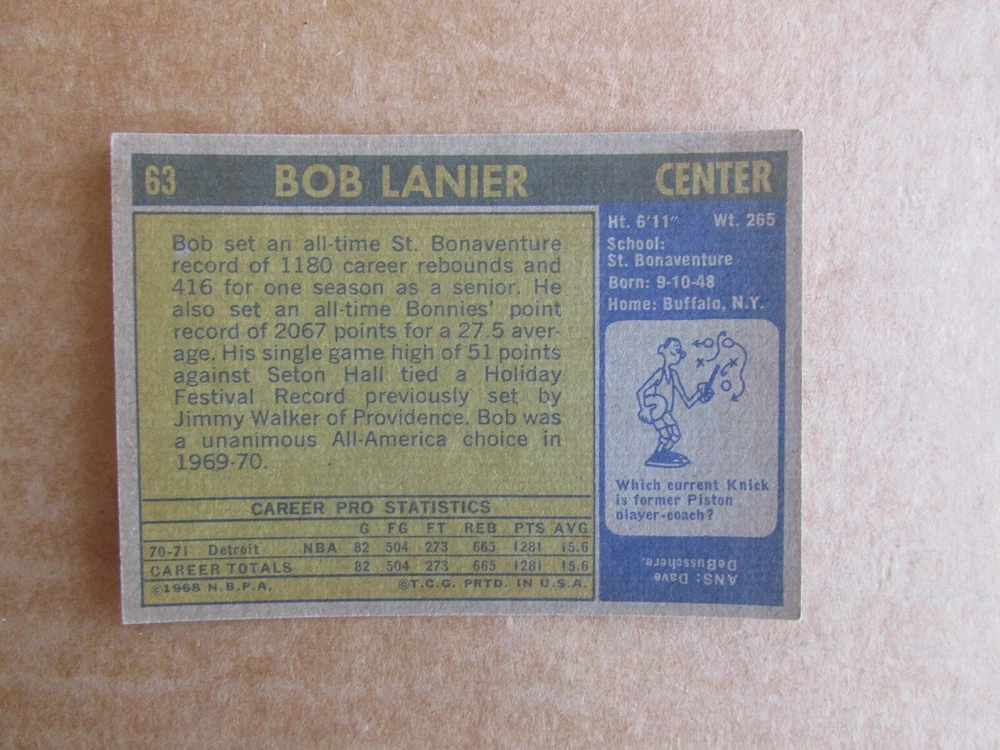 63 BOB LANIER CENTER
Bob set an all-time St. Bonaventure
record of 1180 career rebounds and
416 for one season as a senior. He
also set an all-time Bonnies' point
record of 2067 points for a 27.5 aver-
age. His single game high of 51 points
against Seton Hall tied a Holiday
Festival Record previously set by
Jimmy Walker of Providence. Bob was
a unanimous All-America choice in
1969-70.
CAREER PRO STATISTICS
G FG FT REB PTS AVG
70-71 Detroit NBA 82 504 273 665 1281 15.6
CAREER TOTALS 82 504 273 665 1281 15.6
©1968 N.B.P.A. ©T.C.G. PRTD. IN U.S.A.
Ht. 6'11" Wt. 265
School:
St. Bonaventure
Born: 9-10-48
Home: Buffalo, N.Y.
Which current Knick
is former Piston
player-coach?
ANS: Dave
DeBusschere.